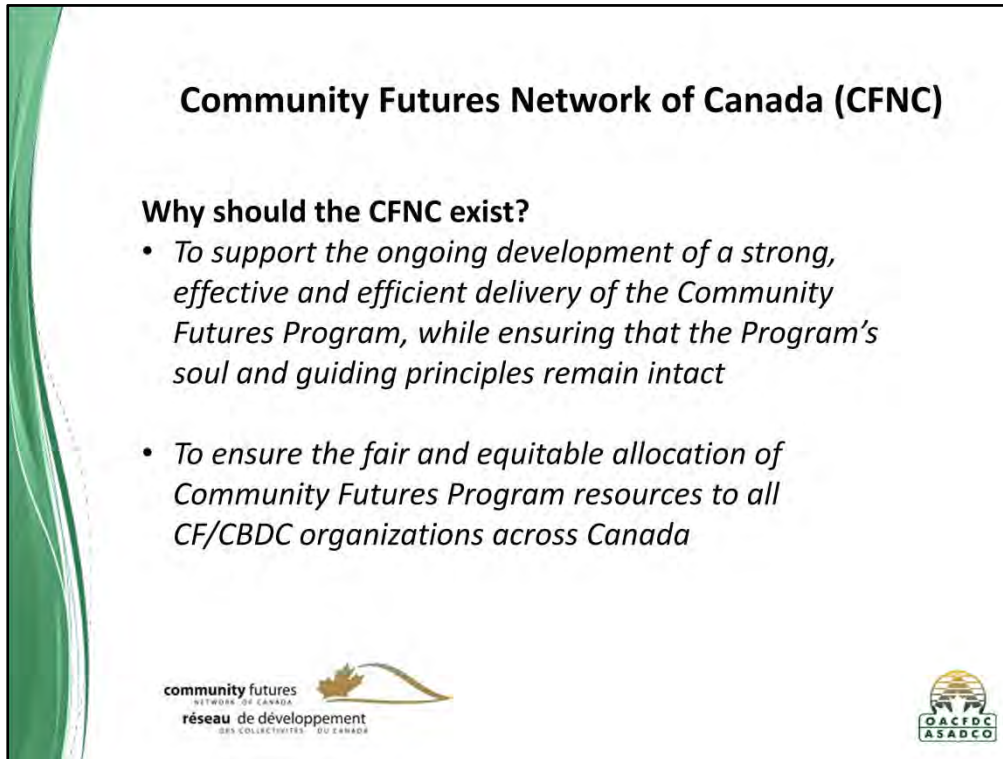 Community Futures Network of Canada (CFNC)
Why should the CFNC exist?
• To support the ongoing development of a strong,
effective and efficient delivery of the Community
Futures Program, while ensuring that the Program's
soul and guiding principles remain intact
• To ensure the fair and equitable allocation of
Community Futures Program resources to all
CF/CBDC organizations across Canada
community futures
NETWORK OF CANADA
réseau de développement
DES COLLECTIVITÉS DU CANADA
OACFDC
ASADCO